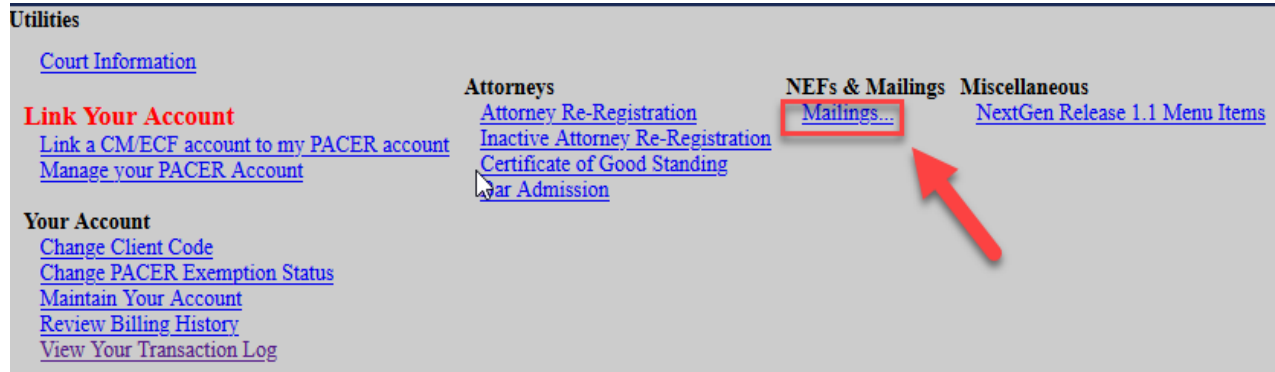 Utilities
Court Information
Link Your Account
Link a CM/ECF account to my PACER account
Manage your PACER Account
Your Account
Change Client Code
Change PACER Exemption Status
Maintain Your Account
Review Billing History
View Your Transaction Log
Attorneys
Attorney Re-Registration
Inactive Attorney Re-Registration
Certificate of Good Standing
Bar Admission
NEFs & Mailings
Mailings...
Miscellaneous
NextGen Release 1.1 Menu Items